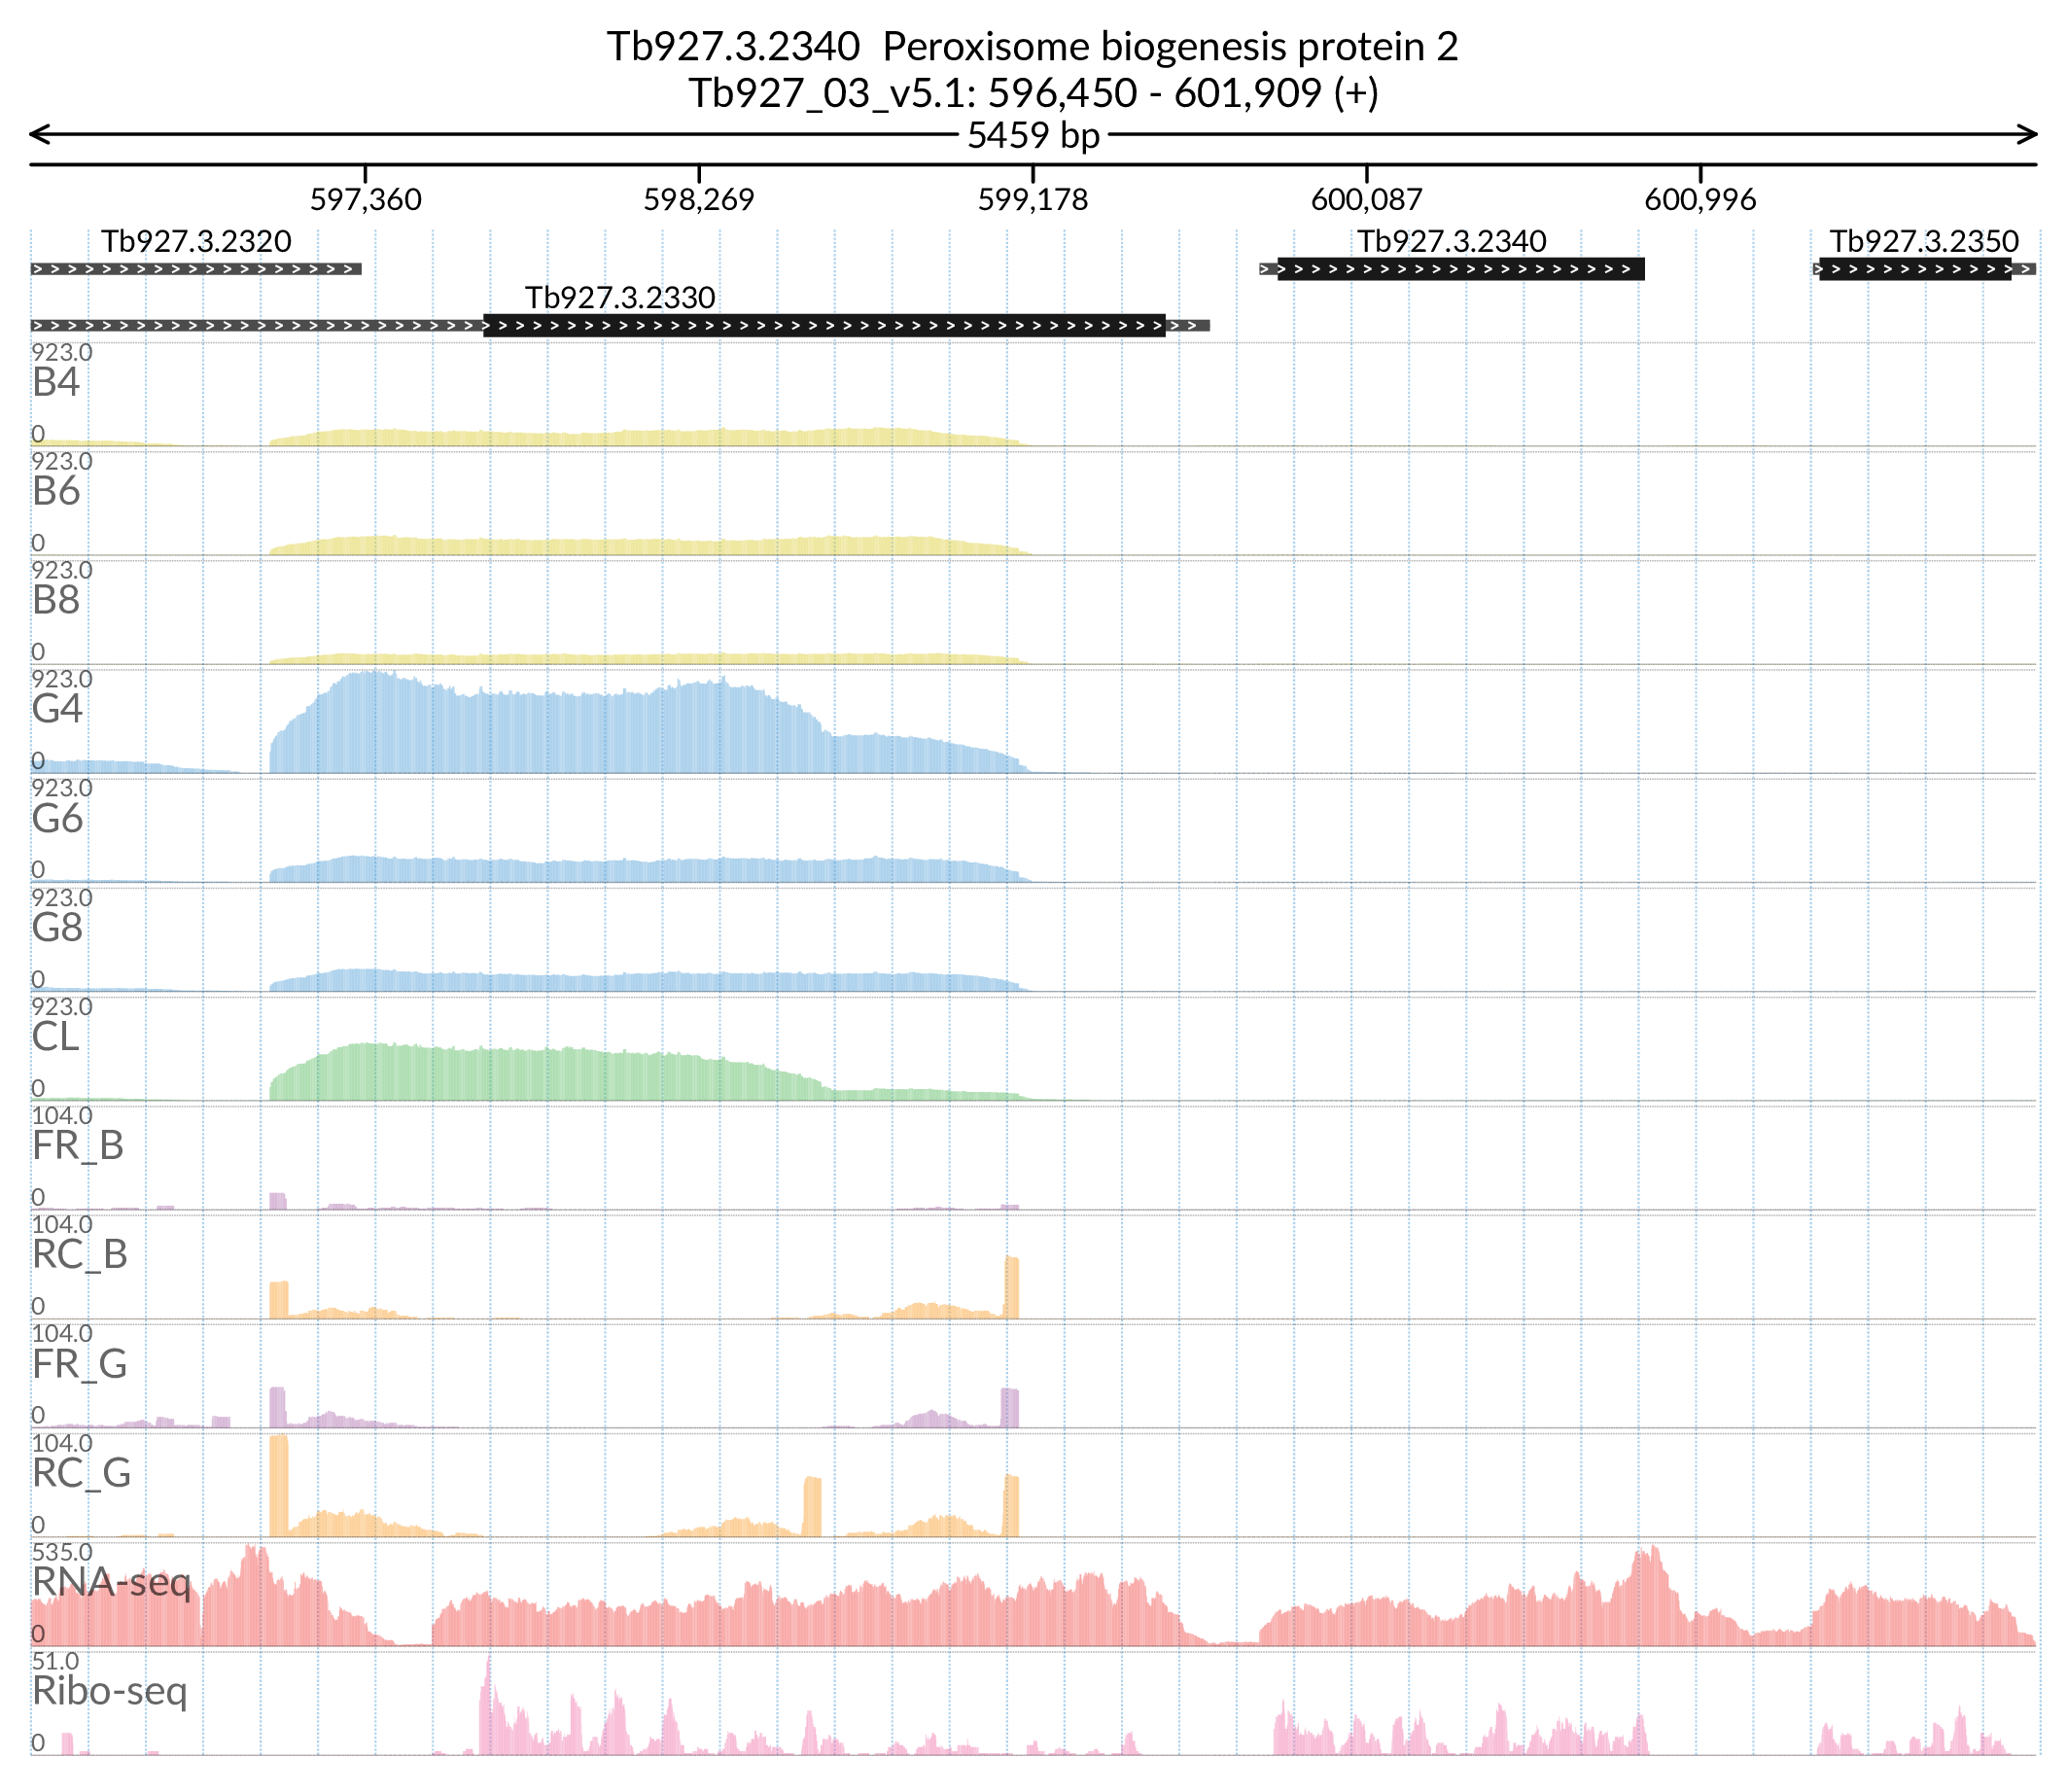 Tb927.3.2340  Peroxisome biogenesis protein 2
Tb927_03_v5.1: 596,450 - 601,909 (+)
5459 bp
597,360 598,269 599,178 600,087 600,996
Tb927.3.2320 Tb927.3.2340 Tb927.3.2350
Tb927.3.2330
923.0
B4
0
923.0
B6
0
923.0
B8
0
923.0
G4
0
923.0
G6
0
923.0
G8
0
923.0
CL
0
104.0
FR_B
0
104.0
RC_B
0
104.0
FR_G
0
104.0
RC_G
0
535.0
RNA-seq
0
51.0
Ribo-seq
0